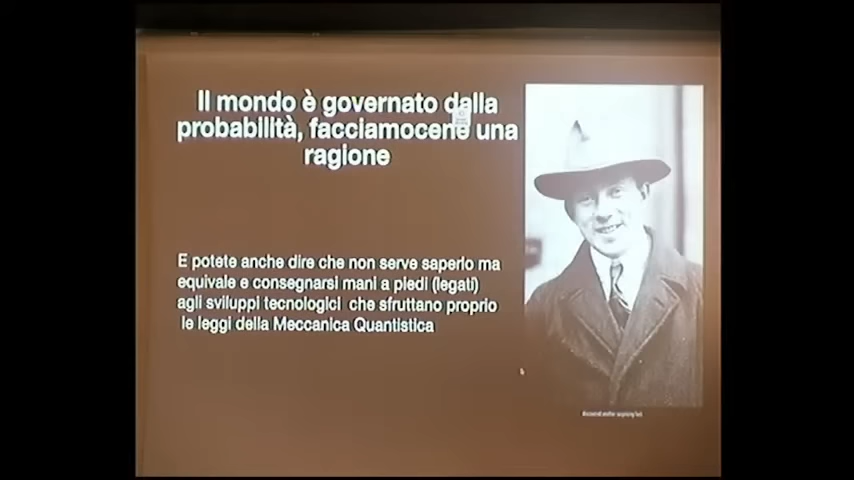 Il mondo è governato dalla
probabilità, facciamocene una
ragione
E potete anche dire che non serve saperlo ma
equivale e consegnarsi mani a piedi (legati)
agli sviluppi tecnologici che sfruttano proprio
le leggi della Meccanica Quantistica